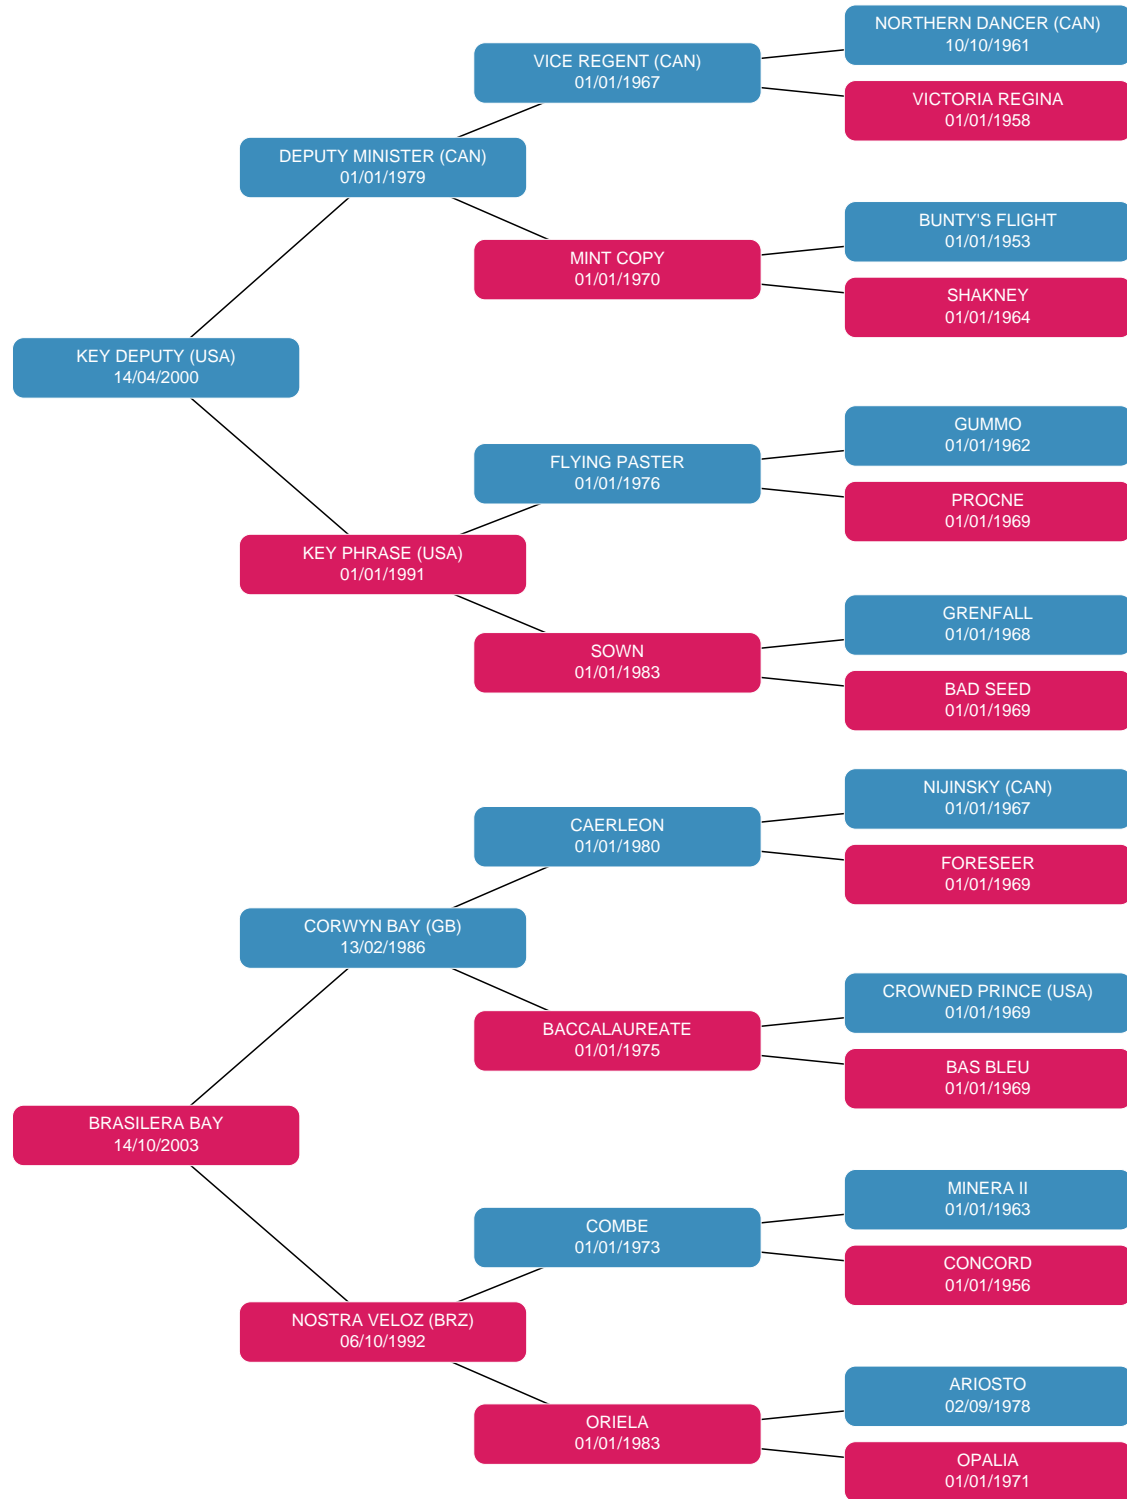 NORTHERN DANCER (CAN)
10/10/1961
VICE REGENT (CAN)
01/01/1967
VICTORIA REGINA
01/01/1958
DEPUTY MINISTER (CAN)
01/01/1979
BUNTY'S FLIGHT
01/01/1953
MINT COPY
01/01/1970
SHAKNEY
01/01/1964
KEY DEPUTY (USA)
14/04/2000
GUMMO
01/01/1962
FLYING PASTER
01/01/1976
PROCNE
01/01/1969
KEY PHRASE (USA)
01/01/1991
GRENFALL
01/01/1968
SOWN
01/01/1983
BAD SEED
01/01/1969
NIJINSKY (CAN)
01/01/1967
CAERLEON
01/01/1980
FORESEER
01/01/1969
CORWYN BAY (GB)
13/02/1986
CROWNED PRINCE (USA)
01/01/1969
BACCALAUREATE
01/01/1975
BAS BLEU
01/01/1969
BRASILERA BAY
14/10/2003
MINERA II
01/01/1963
COMBE
01/01/1973
CONCORD
01/01/1956
NOSTRA VELOZ (BRZ)
06/10/1992
ARIOSTO
02/09/1978
ORIELA
01/01/1983
OPALIA
01/01/1971